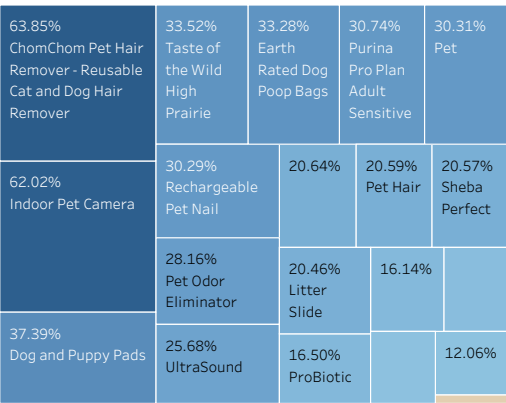 63.85%
ChomChom Pet Hair
Remover - Reusable
Cat and Dog Hair
Remover
62.02%
Indoor Pet Camera
37.39%
Dog and Puppy Pads
33.52%
Taste of
the Wild
High
Prairie
33.28%
Earth
Rated Dog
Poop Bags
30.74%
Purina
Pro Plan
Adult
Sensitive
30.31%
Pet
30.29%
Rechargeable
Pet Nail
28.16%
Pet Odor
Eliminator
25.68%
UltraSound
20.64%
20.59%
Pet Hair
20.57%
Sheba
Perfect
20.46%
Litter
Slide
16.50%
ProBiotic
16.14%
12.06%